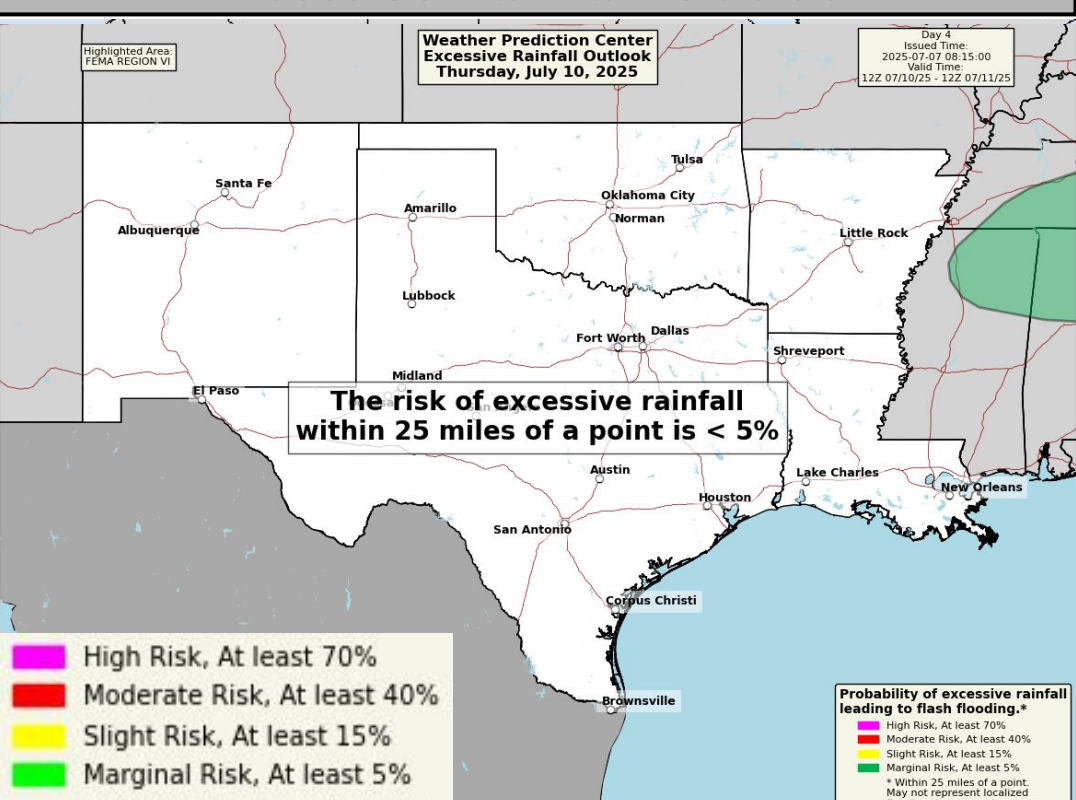 Highlighted Area:
FEMA REGION VI
Weather Prediction Center
Excessive Rainfall Outlook
Thursday, July 10, 2025
Day 4
Issued Time:
2025-07-07 08:15:00
Valid Time:
12Z 07/10/25 - 12Z 07/11/25
Tulsa
Santa Fe
Oklahoma City
Amarillo
Norman
Albuquerque
Little Rock
Lubbock
Dallas
Fort Worth
Shreveport
Midland
El Paso
The risk of excessive rainfall
within 25 miles of a point is < 5%
Austin
Lake Charles
New Orleans
Houston
San Antonio
Corpus Christi
Brownsville
High Risk, At least 70%
Moderate Risk, At least 40%
Slight Risk, At least 15%
Marginal Risk, At least 5%
Probability of excessive rainfall
leading to flash flooding.*
High Risk, At least 70%
Moderate Risk, At least 40%
Slight Risk, At least 15%
Marginal Risk, At least 5%
* Within 25 miles of a point.
May not represent localized